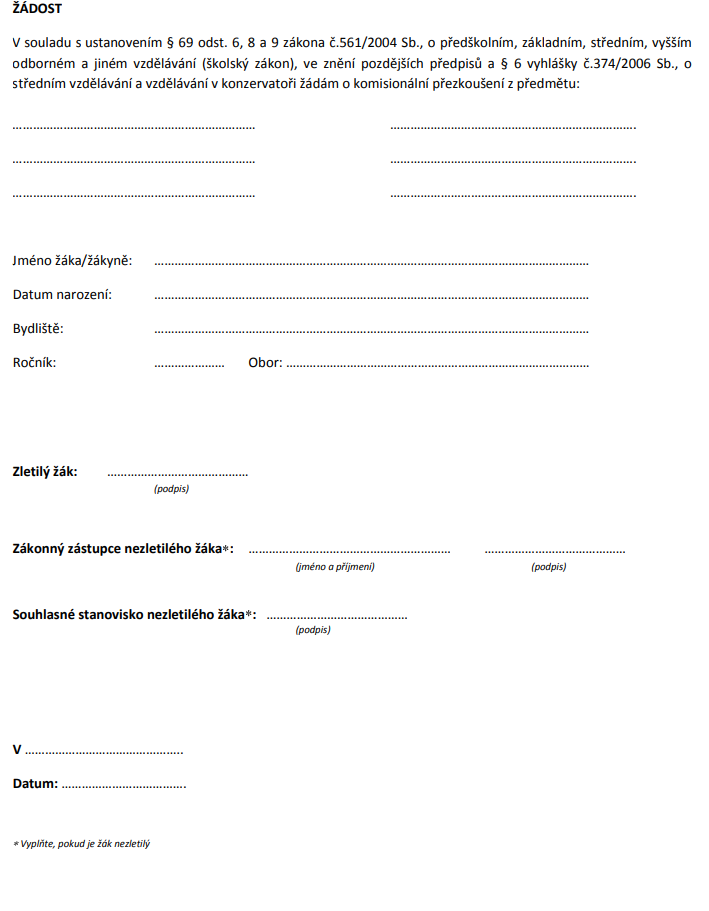 ŽÁDOST
V souladu s ustanovením § 69 odst. 6, 8 a 9 zákona č.561/2004 Sb., o předškolním, základním, středním, vyšším
odborném a jiném vzdělávání (školský zákon), ve znění pozdějších předpisů a § 6 vyhlášky č.374/2006 Sb., o
středním vzdělávání a vzdělávání v konzervatoři žádám o komisionální přezkoušení z předmětu:
……………………………………………………………… ……………………………………………………………….
……………………………………………………………… ……………………………………………………………….
……………………………………………………………… ……………………………………………………………….
Jméno žáka/žákyně: …………………………………………………………………………………………………………………
Datum narození: …………………………………………………………………………………………………………………
Bydliště: …………………………………………………………………………………………………………………
Ročník: ………………… Obor: ………………………………………………………………………………
Zletilý žák: ……………………………………
(podpis)
Zákonný zástupce nezletilého žáka*: …………………………………………………… ……………………………………
(jméno a příjmení) (podpis)
Souhlasné stanovisko nezletilého žáka*: ……………………………………
(podpis)
V ………………………………………..
Datum: ……………………………….
* Vyplňte, pokud je žák nezletilý